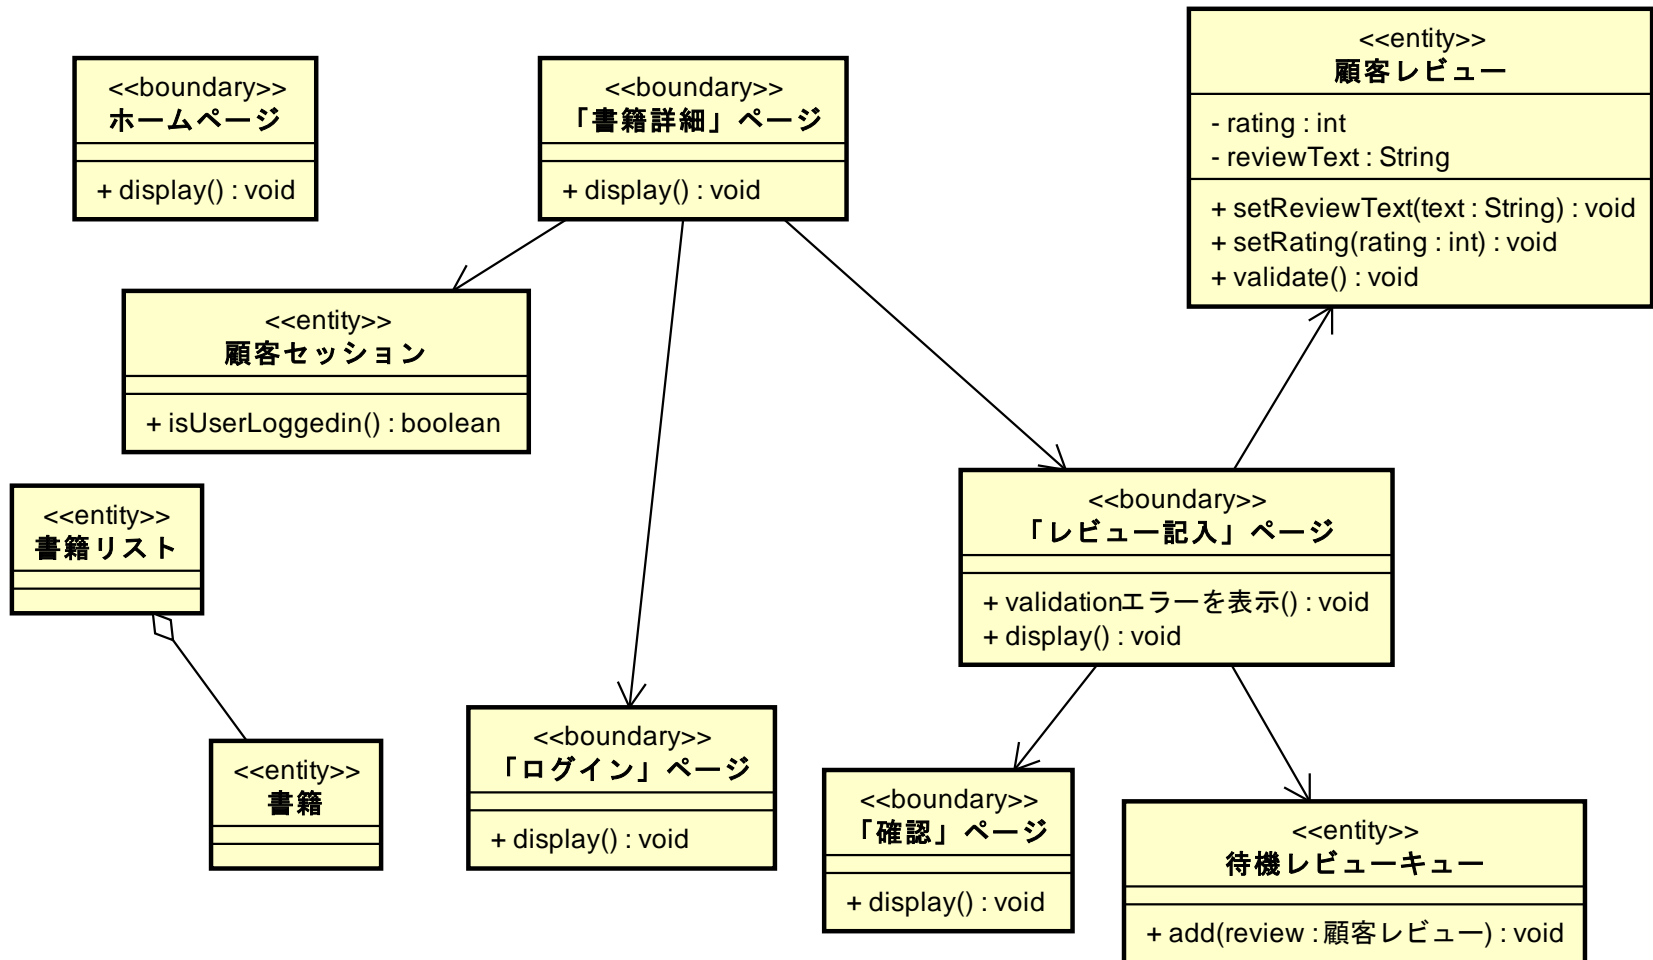 <<boundary>>
ホームページ
+ display() : void
<<boundary>>
「書籍詳細」ページ
+ display() : void
<<entity>>
顧客レビュー
- rating : int
- reviewText : String
+ setReviewText(text : String) : void
+ setRating(rating : int) : void
+ validate() : void
<<entity>>
顧客セッション
+ isUserLoggedin() : boolean
<<entity>>
書籍リスト
<<boundary>>
「レビュー記入」ページ
+ validationエラーを表示() : void
+ display() : void
<<entity>>
書籍
<<boundary>>
「ログイン」ページ
+ display() : void
<<boundary>>
「確認」ページ
+ display() : void
<<entity>>
待機レビューキュー
+ add(review : 顧客レビュー) : void